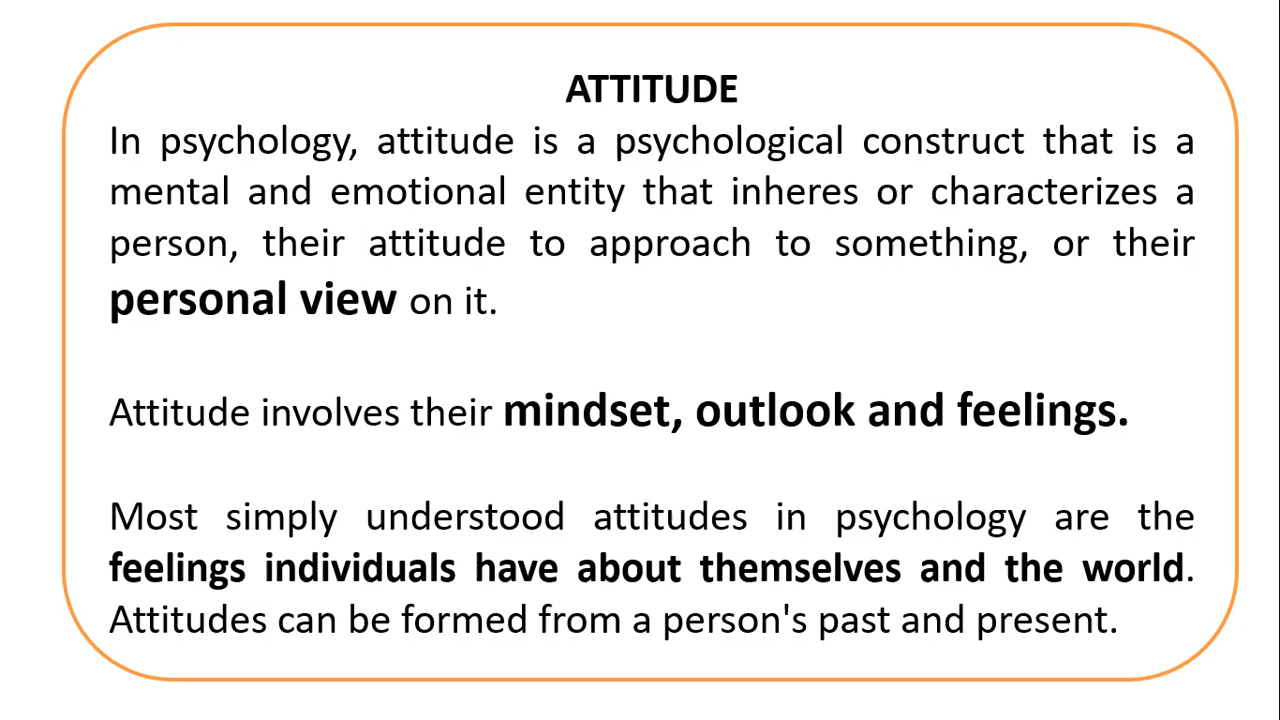 ATTITUDE
In psychology, attitude is a psychological construct that is a
mental and emotional entity that inheres or characterizes a
person, their attitude to approach to something, or their
personal view on it.
Attitude involves their mindset, outlook and feelings.
Most simply understood attitudes in psychology are the
feelings individuals have about themselves and the world.
Attitudes can be formed from a person's past and present.